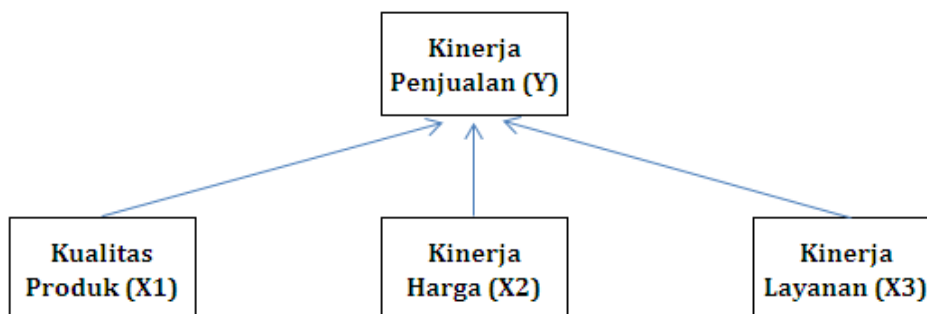 Kinerja
Penjualan (Y)
Kualitas
Produk (X1)
Kinerja
Harga (X2)
Kinerja
Layanan (X3)